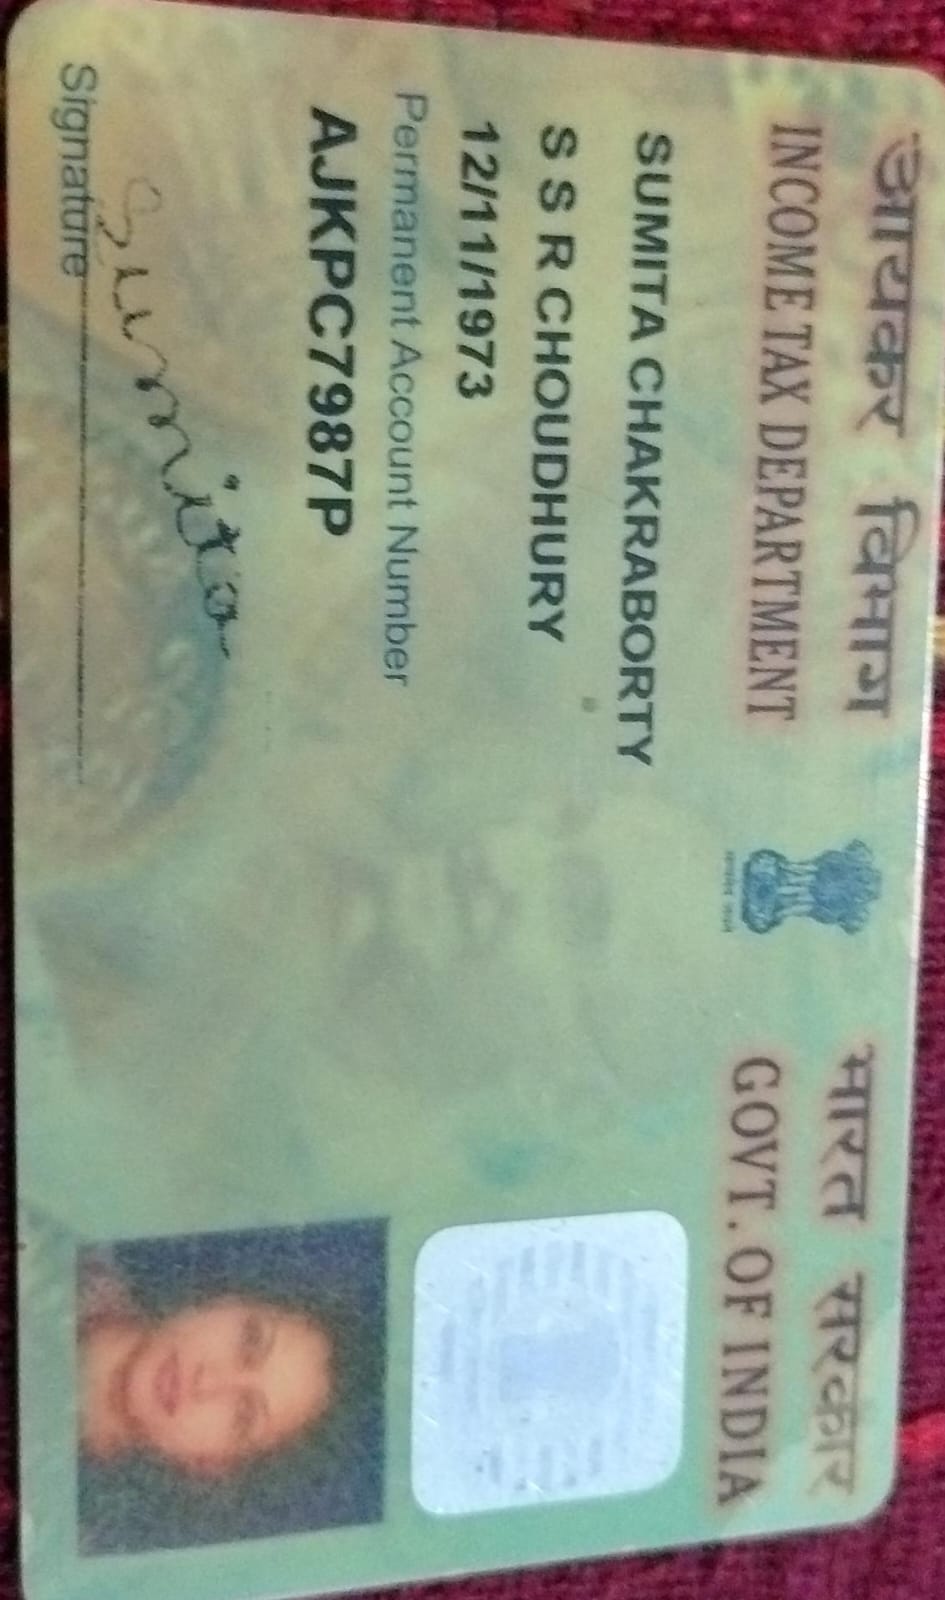 आयकर विभाग
INCOME TAX DEPARTMENT
भारत सरकार
GOVT. OF INDIA
SUMITA CHAKRABORTY
S S R CHOUDHURY
12/11/1973
Permanent Account Number
AJKPC7987P
Sumita
Signature